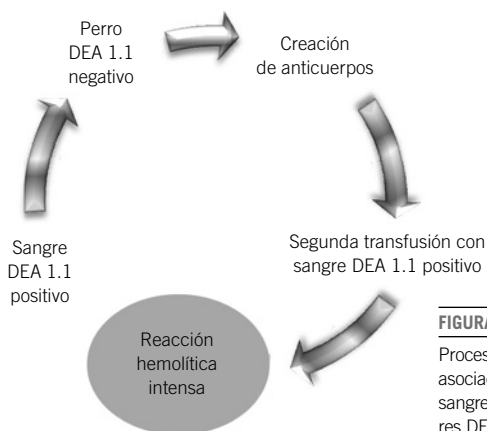 Perro
DEA 1.1
negativo
Creación
de anticuerpos
Segunda transfusión con
sangre DEA 1.1 positivo
Reacción
hemolítica
intensa
Sangre
DEA 1.1
positivo
FIGURA
Proces
asociad
sangre
res DE